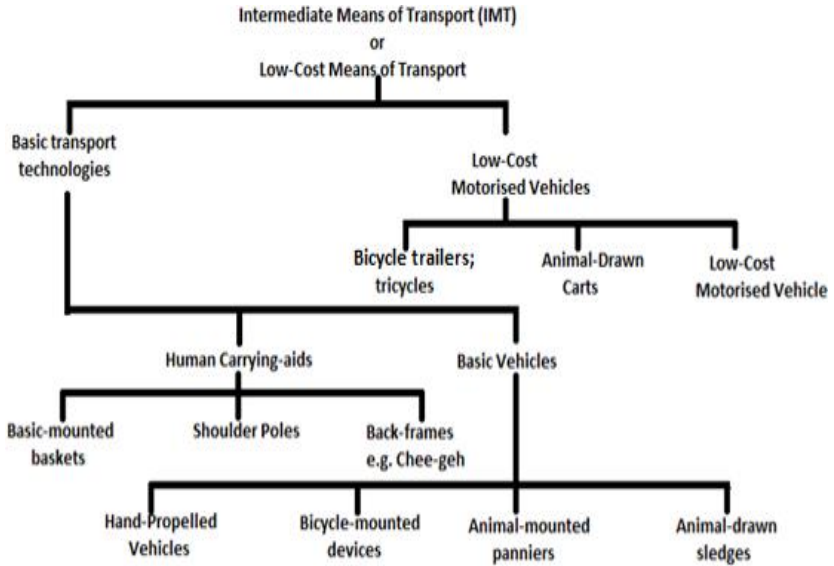 Intermediate Means of Transport (IMT)
or
Low-Cost Means of Transport
Basic transport
technologies
Low-Cost
Motorised Vehicles
Bicycle trailers;
tricycles
Animal-Drawn
Carts
Low-Cost
Motorised Vehicle
Human Carrying-aids
Basic Vehicles
Basic-mounted
baskets
Shoulder Poles
Back-frames
e.g. Chee-geh
Hand-Propelled
Vehicles
Bicycle-mounted
devices
Animal-mounted
panniers
Animal-drawn
sledges